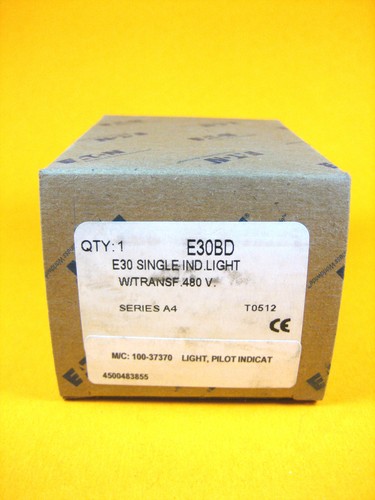 E·T·N
QTY: 1 E30BD
E30 SINGLE IND.LIGHT
W/TRANSF.480 V.
SERIES A4 T0512
CE
M/C: 100-37370 LIGHT, PILOT INDICAT
4500483855